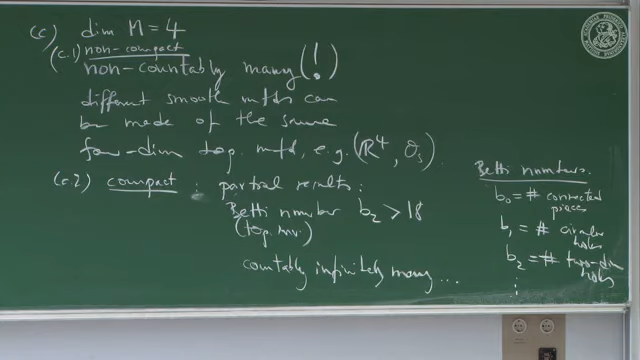 (c) dim M = 4
(c.1) non-compact
non-countably many (!)
different smooth mfds can
be made of the same
four-dim top. mfd, e.g. (ℝ⁴, 𝒪ₛ).
(c.2) compact : partial results:
Betti number b₂ > 18
(top. inv.)
countably infinitely many ...
Betti numbers.
b₀ = # connected
pieces
b₁ = # circular
holes
b₂ = # two-dim
holes
⋮